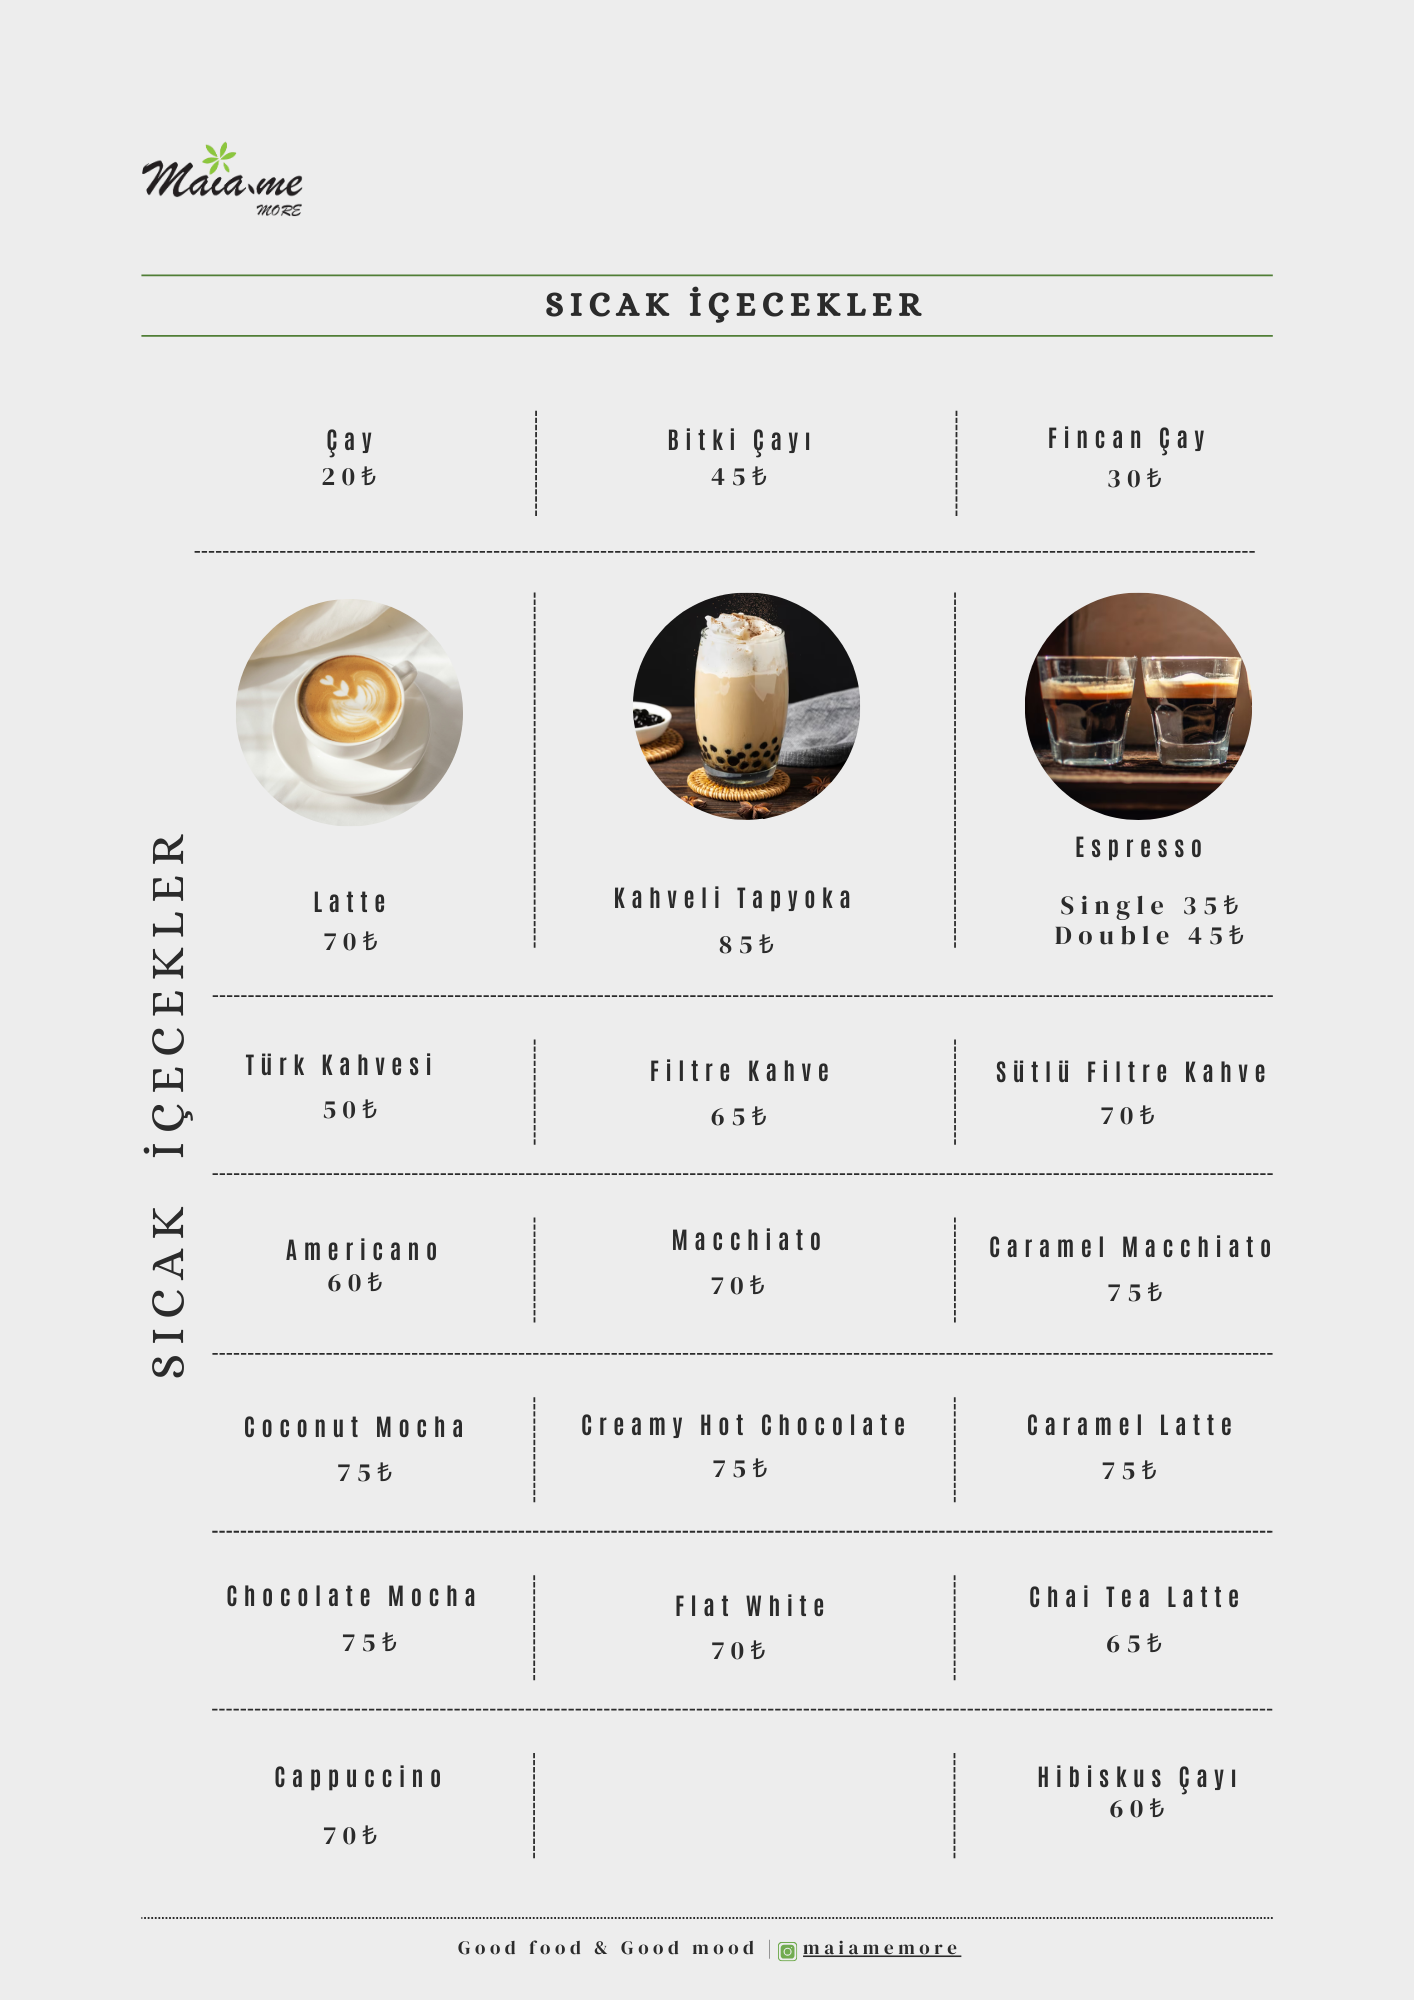 Maia.me
MORE
SICAK İÇECEKLER
Çay
20₺
Bitki Çayı
45₺
Fincan Çay
30₺
Latte
70₺
Kahveli Tapyoka
85₺
Espresso
Single 35₺
Double 45₺
SICAK İÇECEKLER
Türk Kahvesi
50₺
Filtre Kahve
65₺
Sütlü Filtre Kahve
70₺
Americano
60₺
Macchiato
70₺
Caramel Macchiato
75₺
Coconut Mocha
75₺
Creamy Hot Chocolate
75₺
Caramel Latte
75₺
Chocolate Mocha
75₺
Flat White
70₺
Chai Tea Latte
65₺
Cappuccino
70₺
Hibiskus Çayı
60₺
Good food & Good mood | maiamemore